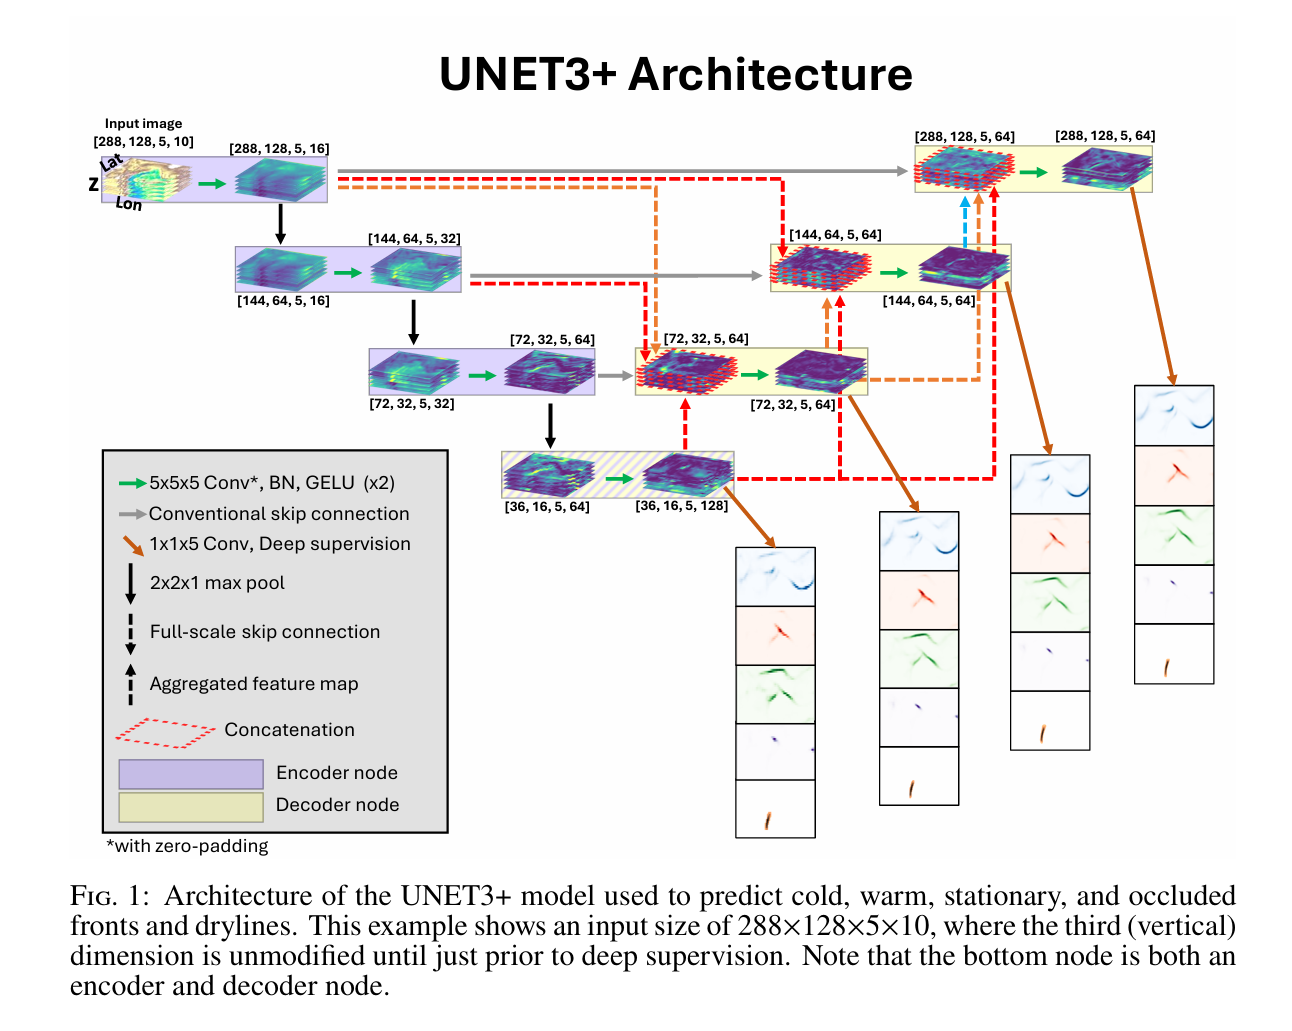 UNET3+ Architecture
Input image
[288, 128, 5, 10]
[288, 128, 5, 16]
Lat
Z
Lon
[288, 128, 5, 64]
[288, 128, 5, 64]
[144, 64, 5, 32]
[144, 64, 5, 16]
[144, 64, 5, 64]
[144, 64, 5, 64]
[72, 32, 5, 64]
[72, 32, 5, 32]
[72, 32, 5, 64]
[72, 32, 5, 64]
[36, 16, 5, 64]
[36, 16, 5, 128]
5x5x5 Conv*, BN, GELU (x2)
Conventional skip connection
1x1x5 Conv, Deep supervision
2x2x1 max pool
Full-scale skip connection
Aggregated feature map
Concatenation
Encoder node
Decoder node
*with zero-padding
FIG. 1: Architecture of the UNET3+ model used to predict cold, warm, stationary, and occluded
fronts and drylines. This example shows an input size of 288×128×5×10, where the third (vertical)
dimension is unmodified until just prior to deep supervision. Note that the bottom node is both an
encoder and decoder node.